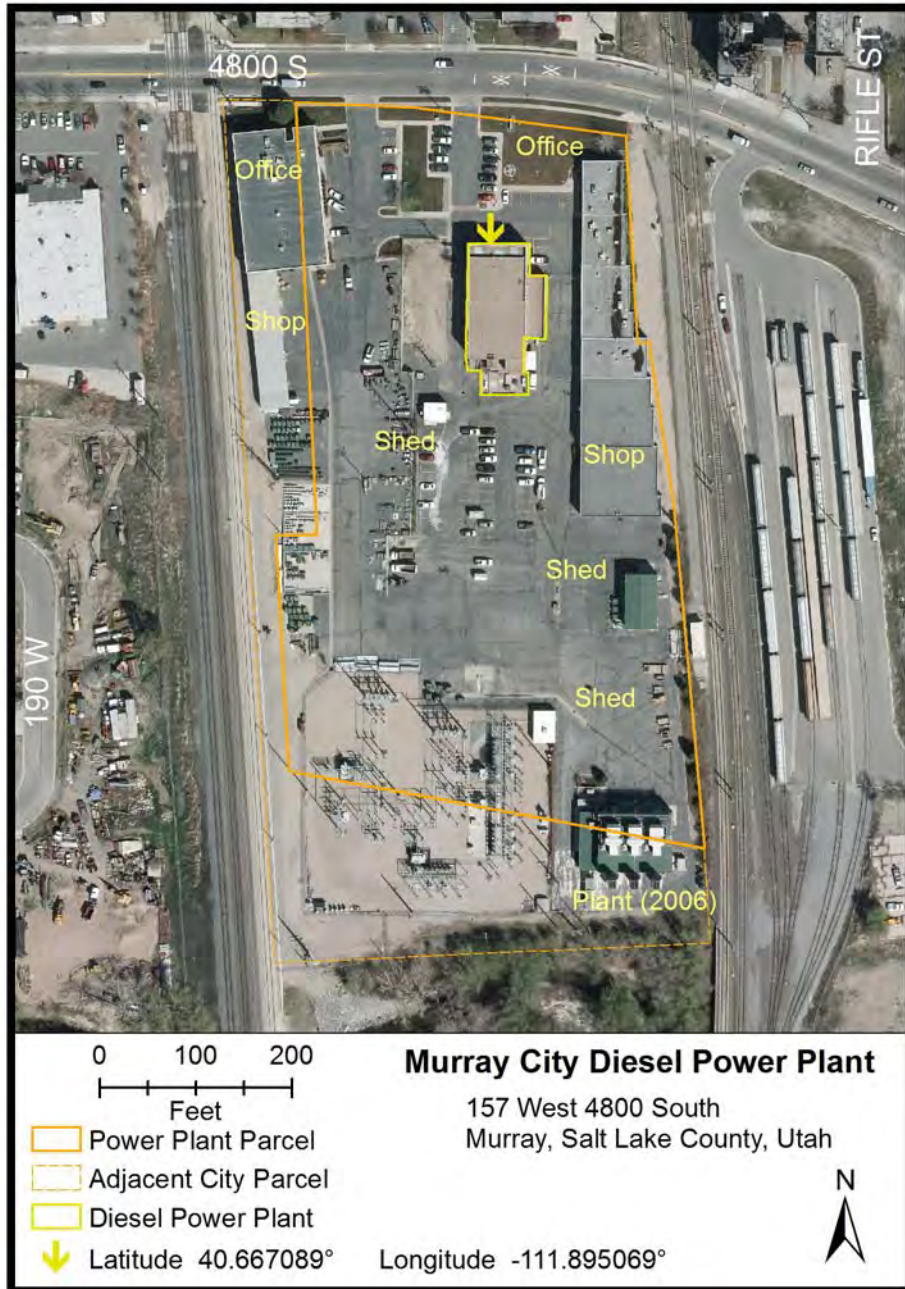 4800 S
RIFLE ST
Office
Office
Shop
Shed
Shop
Shed
190 W
Shed
Plant (2006)
0 100 200
Feet
Murray City Diesel Power Plant
157 West 4800 South
Murray, Salt Lake County, Utah
Power Plant Parcel
Adjacent City Parcel
Diesel Power Plant
Latitude 40.667089° Longitude -111.895069°
N